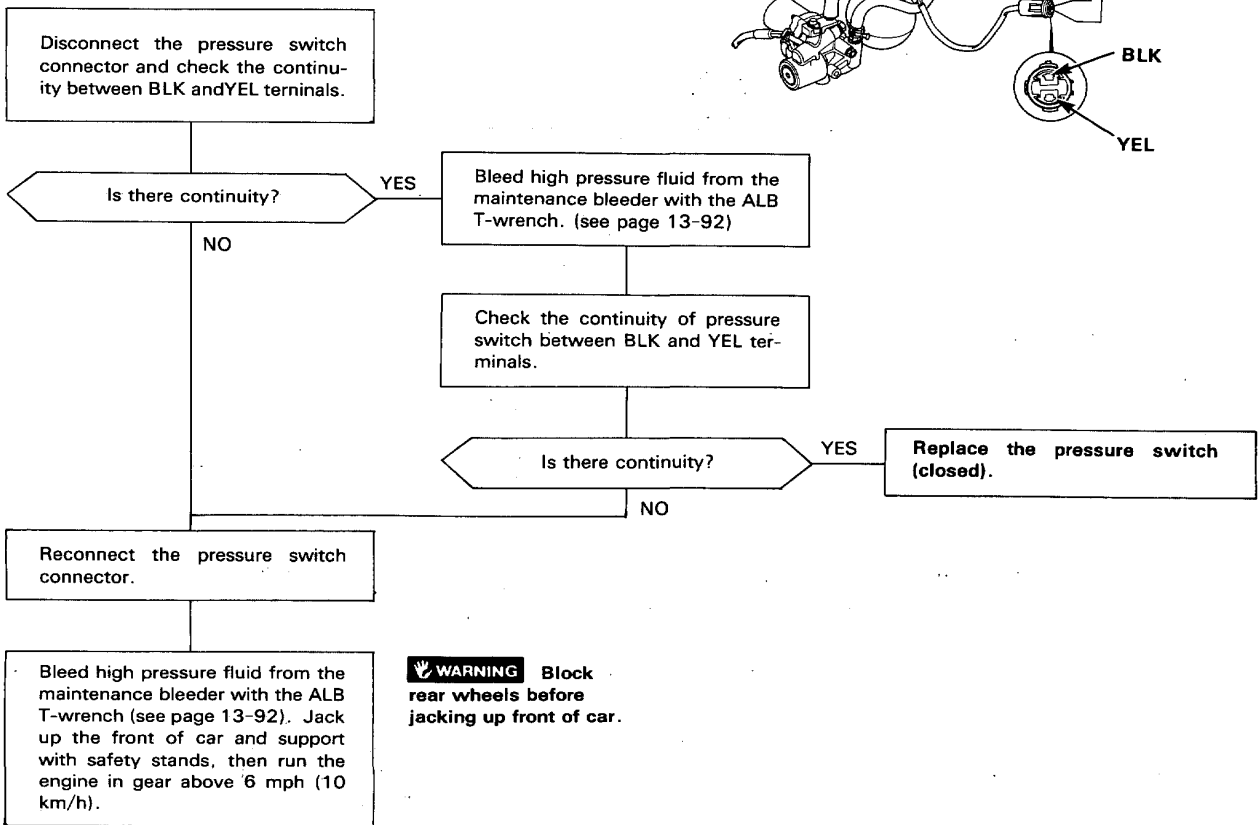 BLK
YEL
Disconnect the pressure switch
connector and check the continu-
ity between BLK andYEL terninals.
Is there continuity?
YES
NO
Bleed high pressure fluid from the
maintenance bleeder with the ALB
T-wrench. (see page 13-92)
Check the continuity of pressure
switch between BLK and YEL ter-
minals.
Is there continuity?
YES
Replace the pressure switch
(closed).
NO
Reconnect the pressure switch
connector.
Bleed high pressure fluid from the
maintenance bleeder with the ALB
T-wrench (see page 13-92). Jack
up the front of car and support
with safety stands, then run the
engine in gear above 6 mph (10
km/h).
WARNING Block
rear wheels before
jacking up front of car.